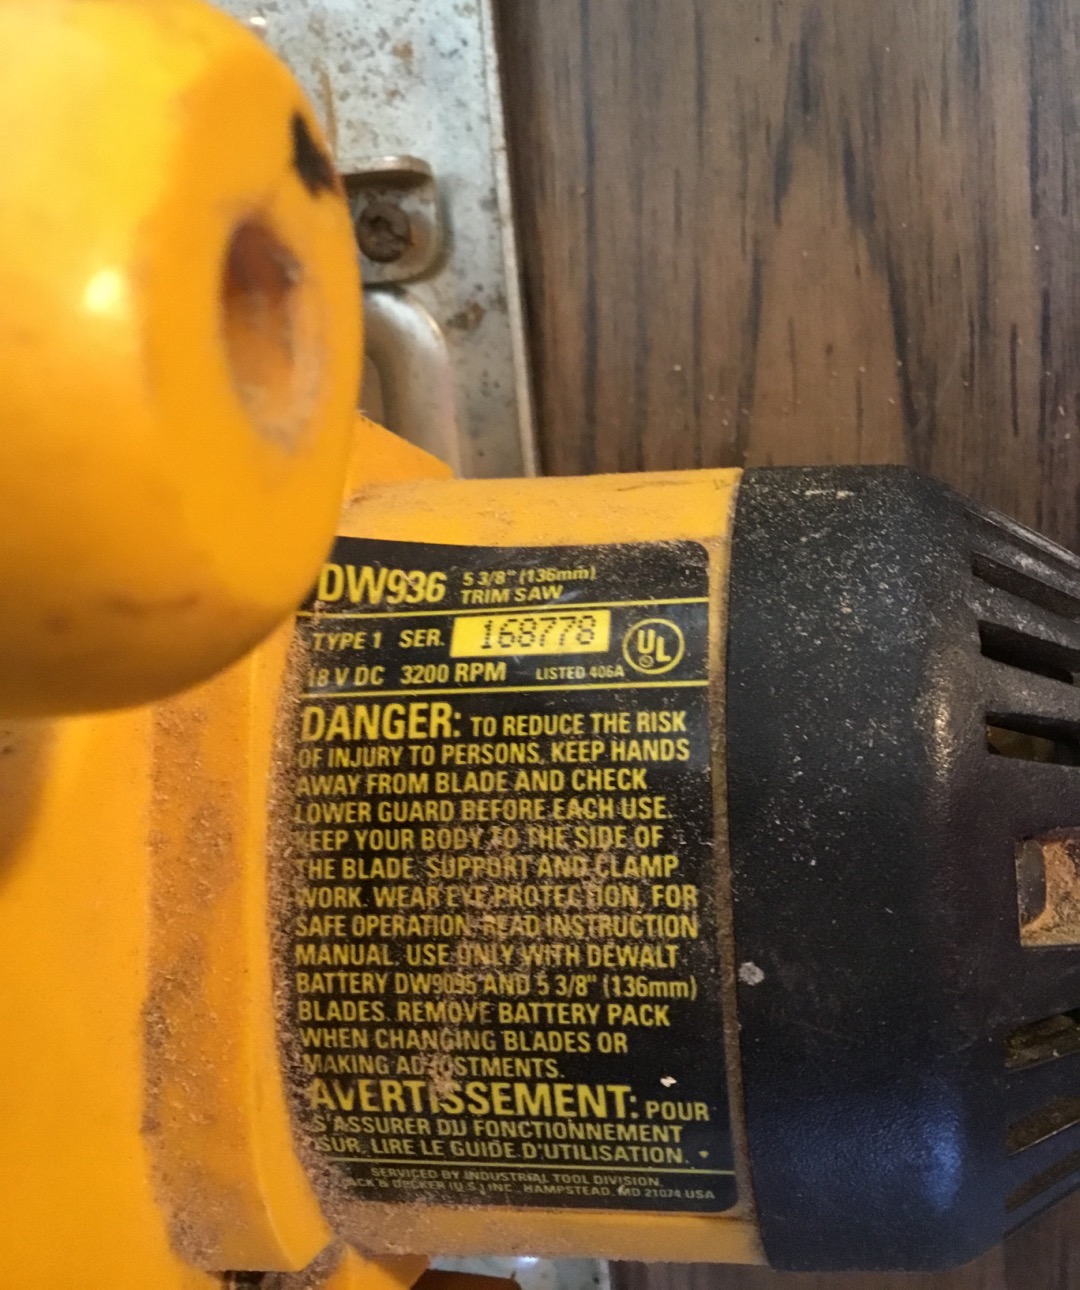 DW936 5 3/8" (136mm)
TRIM SAW
TYPE 1 SER. 168778 UL
18 V DC 3200 RPM LISTED 406A
DANGER: TO REDUCE THE RISK
OF INJURY TO PERSONS, KEEP HANDS
AWAY FROM BLADE AND CHECK
LOWER GUARD BEFORE EACH USE.
KEEP YOUR BODY TO THE SIDE OF
THE BLADE. SUPPORT AND CLAMP
WORK. WEAR EYE PROTECTION. FOR
SAFE OPERATION READ INSTRUCTION
MANUAL. USE ONLY WITH DEWALT
BATTERY DW9095 AND 5 3/8" (136mm)
BLADES. REMOVE BATTERY PACK
WHEN CHANGING BLADES OR
MAKING ADJUSTMENTS.
AVERTISSEMENT: POUR
S'ASSURER DU FONCTIONNEMENT
SUR, LIRE LE GUIDE D'UTILISATION.
SERVICED BY INDUSTRIAL TOOL DIVISION,
ACK & DECKER (U.S.) INC., HAMPSTEAD, MD 21074 USA